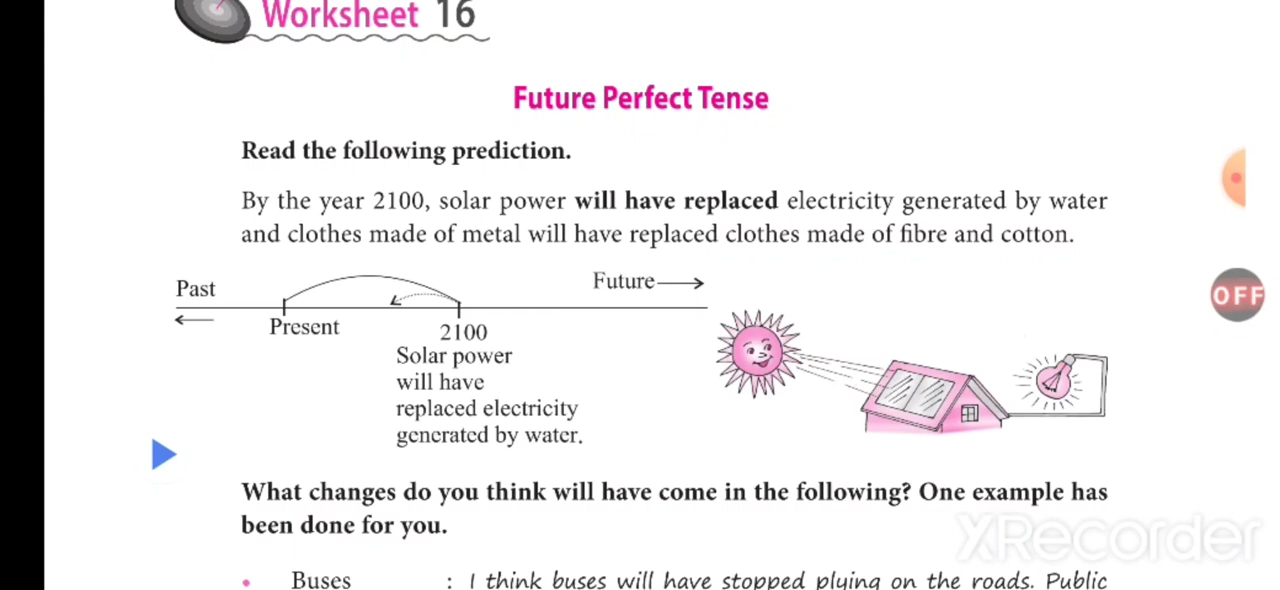 Worksheet 16
Future Perfect Tense
Read the following prediction.
By the year 2100, solar power will have replaced electricity generated by water
and clothes made of metal will have replaced clothes made of fibre and cotton.
Past
Future
Present
2100
Solar power
will have
replaced electricity
generated by water.
OFF
What changes do you think will have come in the following? One example has
been done for you.
XRecorder
• Buses : I think buses will have stopped plying on the roads. Public